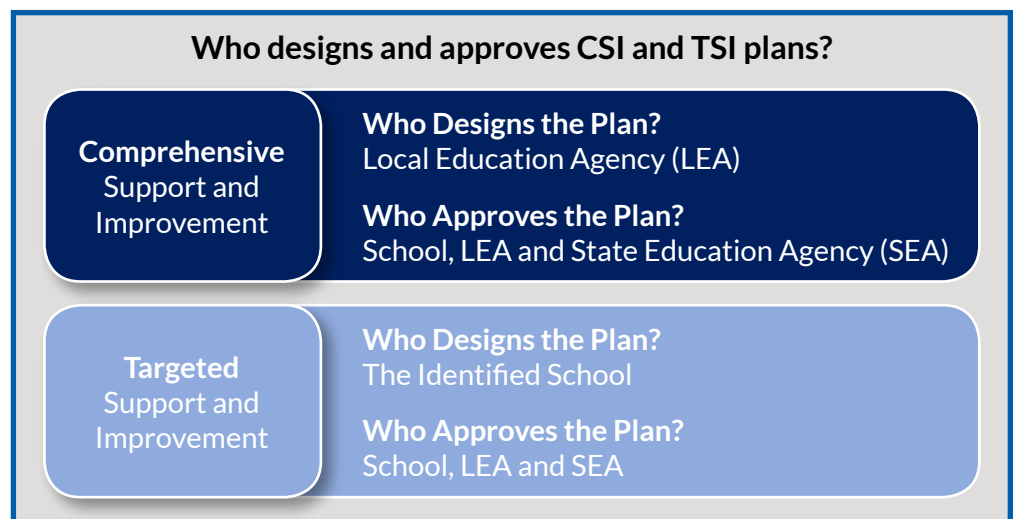 Who designs and approves CSI and TSI plans?
Comprehensive
Support and
Improvement
Who Designs the Plan?
Local Education Agency (LEA)
Who Approves the Plan?
School, LEA and State Education Agency (SEA)
Targeted
Support and
Improvement
Who Designs the Plan?
The Identified School
Who Approves the Plan?
School, LEA and SEA